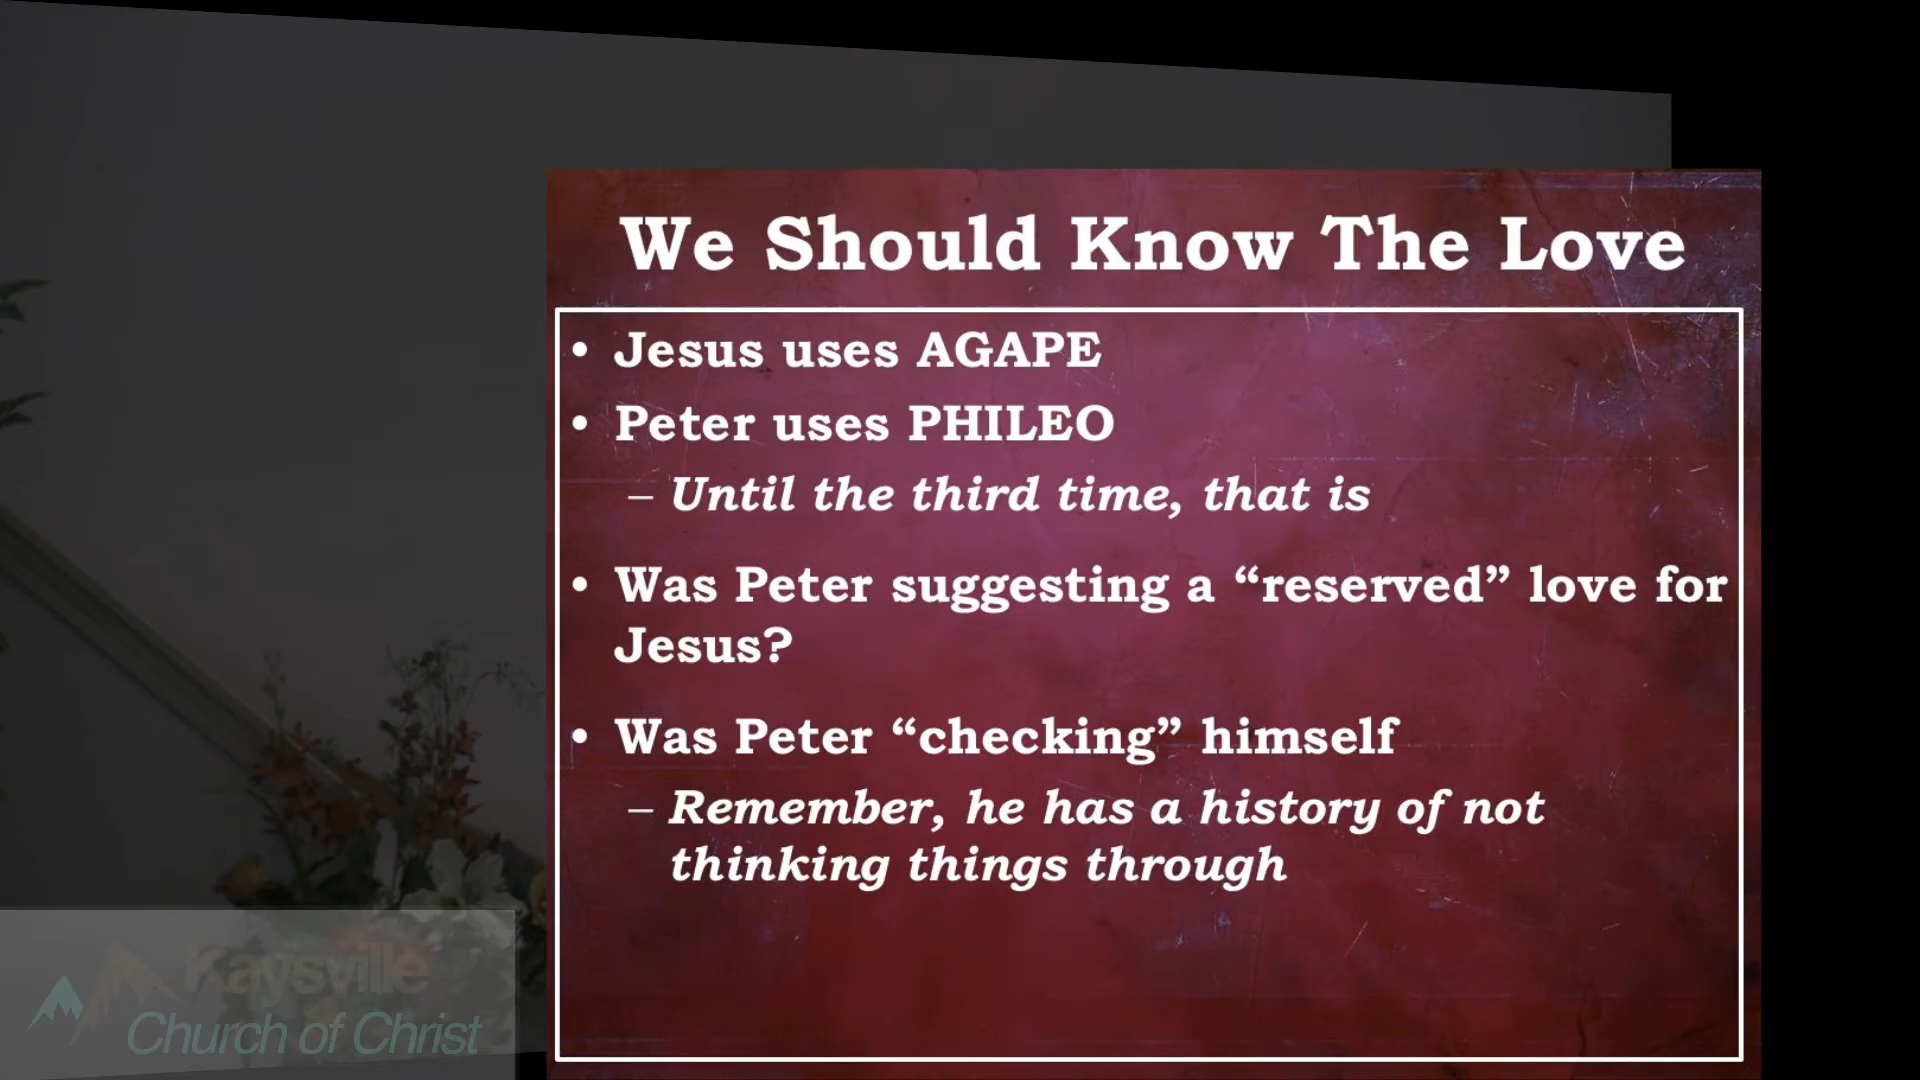 We Should Know The Love
• Jesus uses AGAPE
• Peter uses PHILEO
– Until the third time, that is
• Was Peter suggesting a “reserved” love for
Jesus?
• Was Peter “checking” himself
– Remember, he has a history of not
thinking things through
Kaysville
Church of Christ